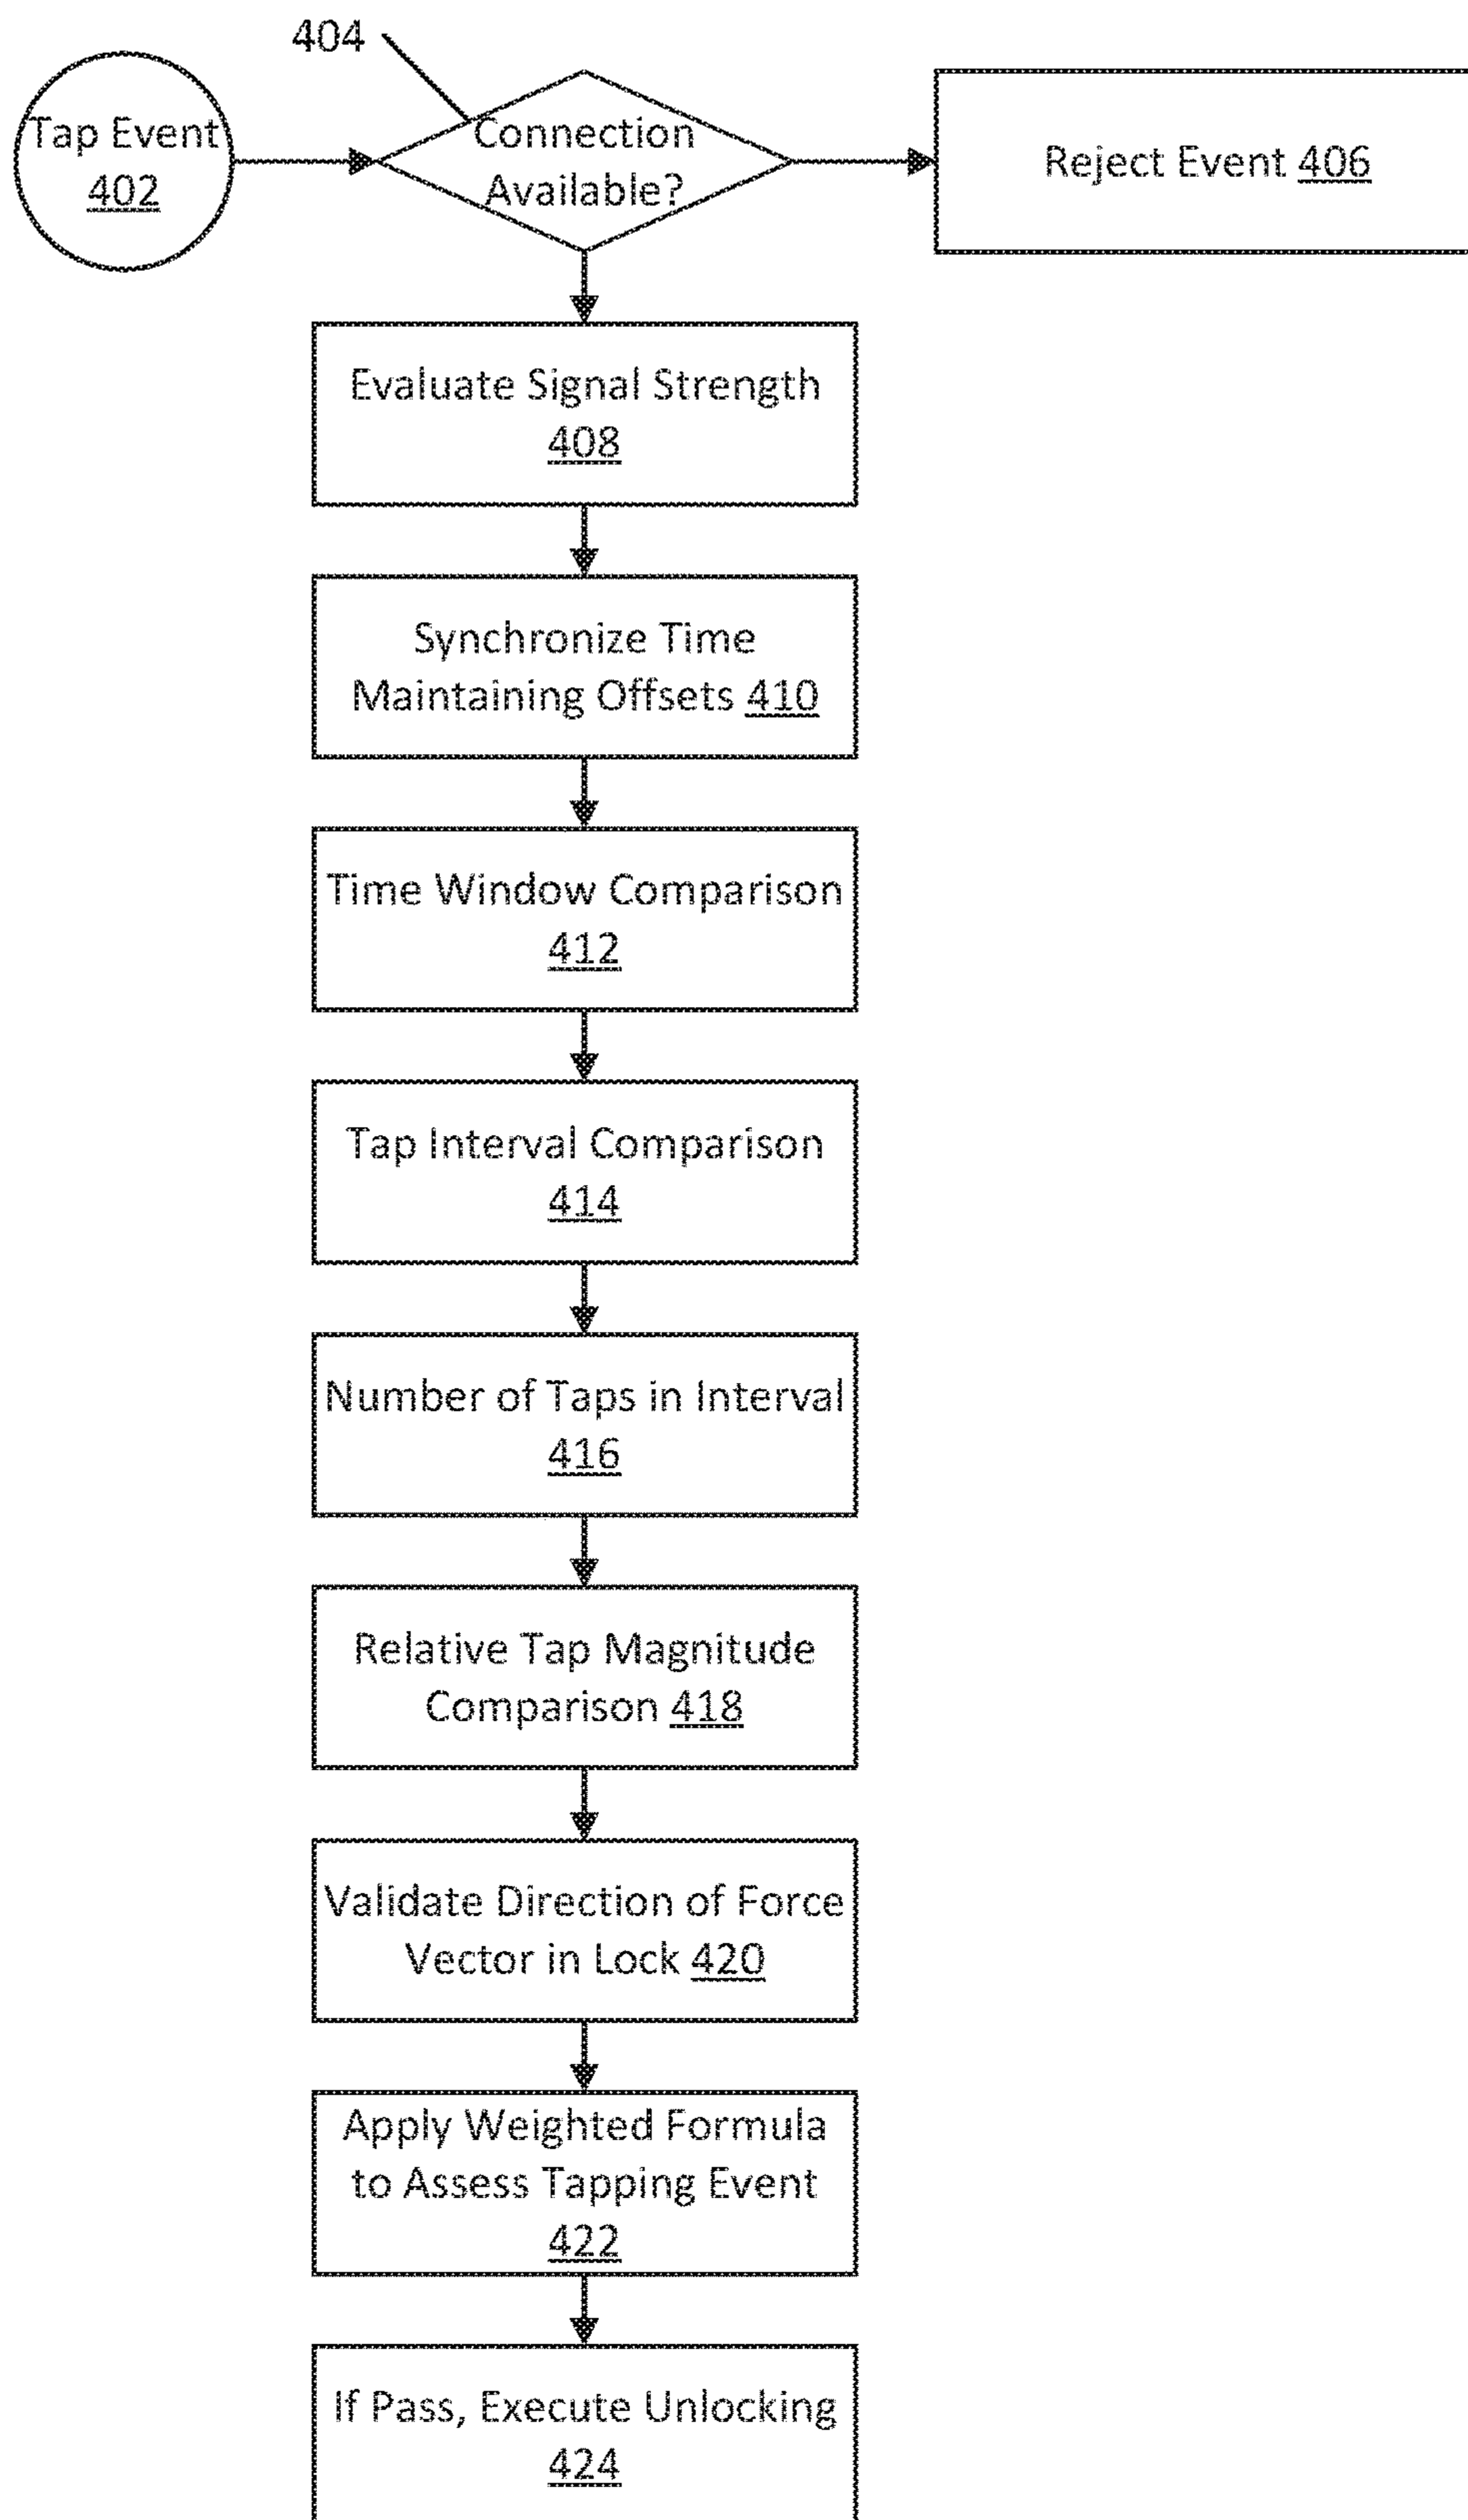 404
Tap Event
402
Connection
Available?
Reject Event 406
Evaluate Signal Strength
408
Synchronize Time
Maintaining Offsets 410
Time Window Comparison
412
Tap Interval Comparison
414
Number of Taps in Interval
416
Relative Tap Magnitude
Comparison 418
Validate Direction of Force
Vector in Lock 420
Apply Weighted Formula
to Assess Tapping Event
422
If Pass, Execute Unlocking
424